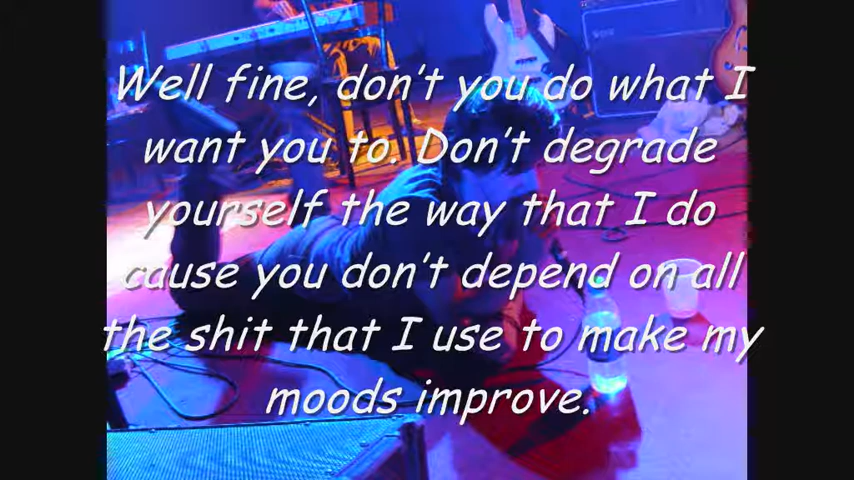 Well fine, don't you do what I
want you to. Don't degrade
yourself the way that I do
cause you don't depend on all
the shit that I use to make my
moods improve.